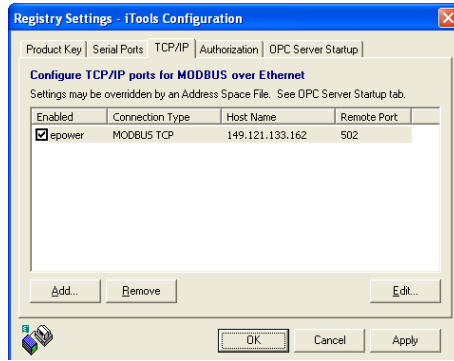 Registry Settings - iTools Configuration
Product Key Serial Ports TCP/IP Authorization OPC Server Startup
Configure TCP/IP ports for MODBUS over Ethernet
Settings may be overridden by an Address Space File. See OPC Server Startup tab.
Enabled Connection Type Host Name Remote Port
epower MODBUS TCP 149.121.133.162 502
Add... Remove Edit...
OK Cancel Apply